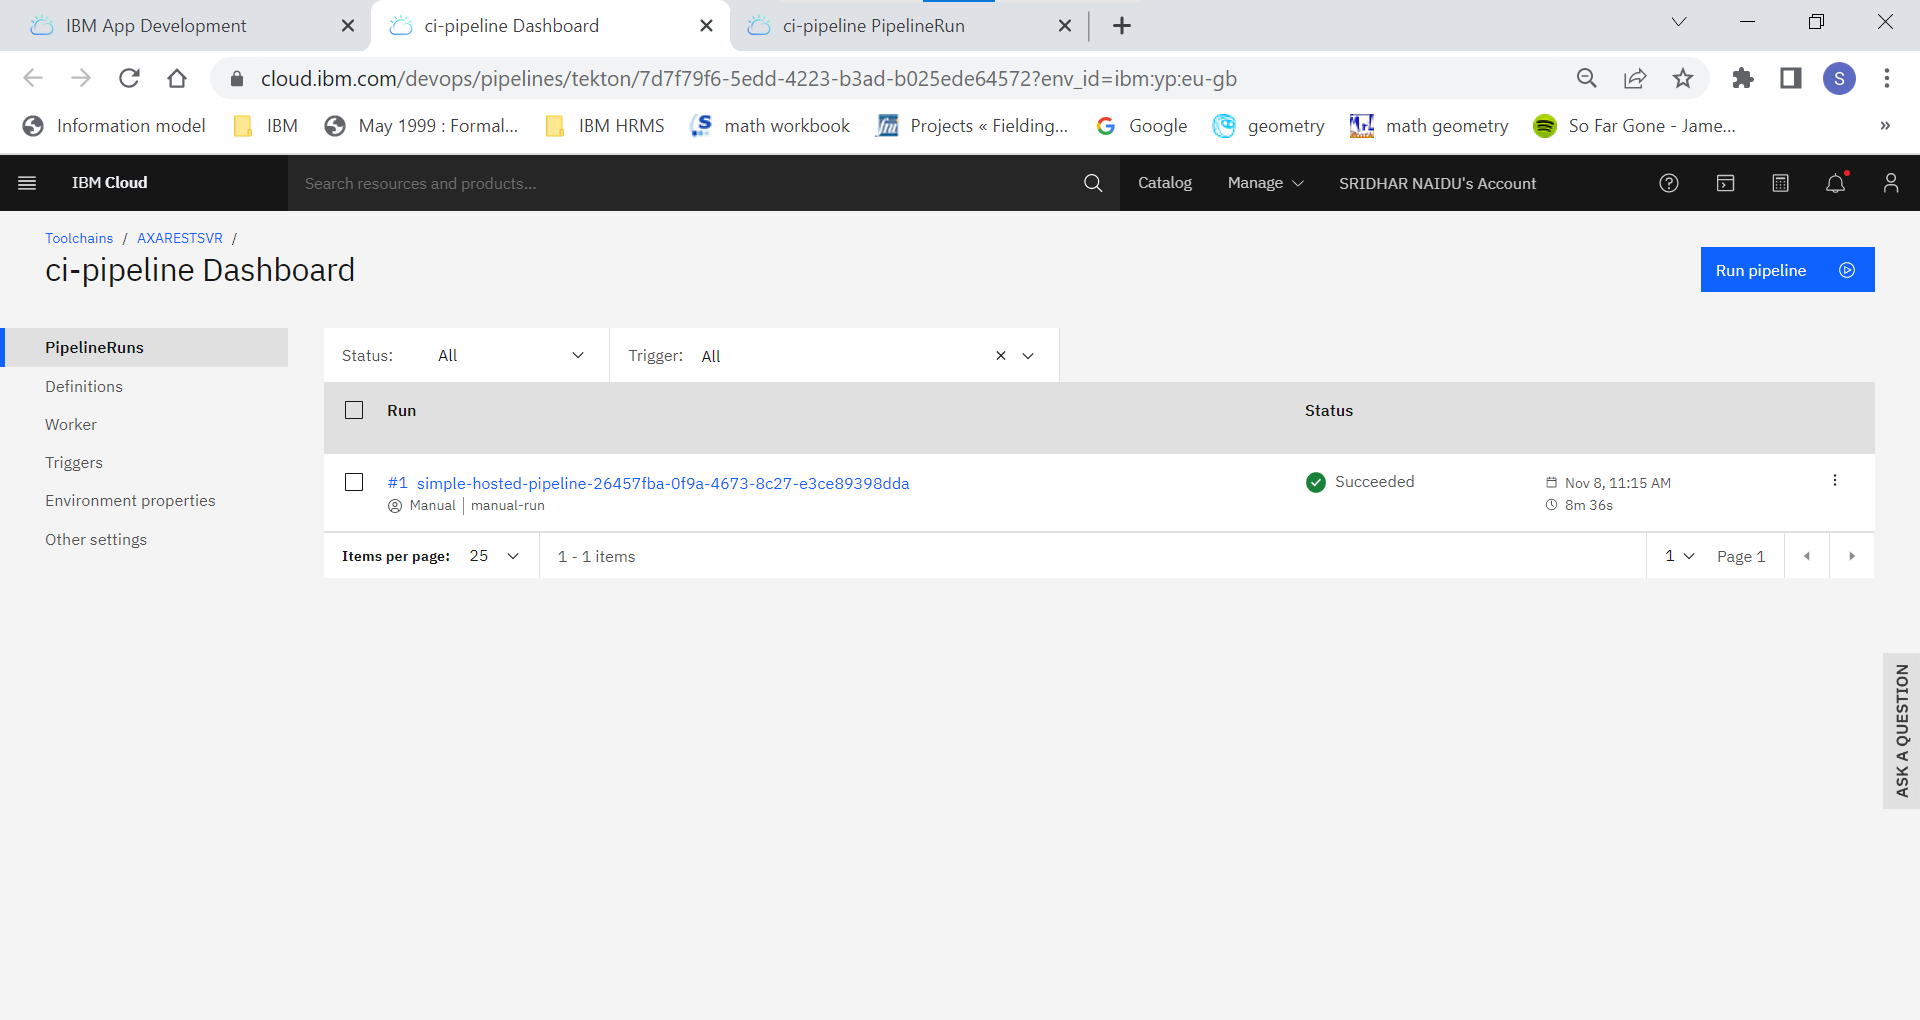 IBM App Development
ci-pipeline Dashboard
ci-pipeline PipelineRun
cloud.ibm.com/devops/pipelines/tekton/7d7f79f6-5edd-4223-b3ad-b025ede64572?env_id=ibm:yp:eu-gb
S
Information model
IBM
May 1999 : Formal...
IBM HRMS
math workbook
Projects « Fielding...
Google
geometry
math geometry
So Far Gone - Jame...
»
IBM Cloud
Search resources and products...
Catalog
Manage
SRIDHAR NAIDU's Account
Toolchains / AXARESTSVR /
ci-pipeline Dashboard
Run pipeline
PipelineRuns
Definitions
Worker
Triggers
Environment properties
Other settings
Status: All
Trigger: All
Run
Status
#1 simple-hosted-pipeline-26457fba-0f9a-4673-8c27-e3ce89398dda
Manual | manual-run
Succeeded
Nov 8, 11:15 AM
8m 36s
Items per page: 25
1 - 1 items
1
Page 1
ASK A QUESTION